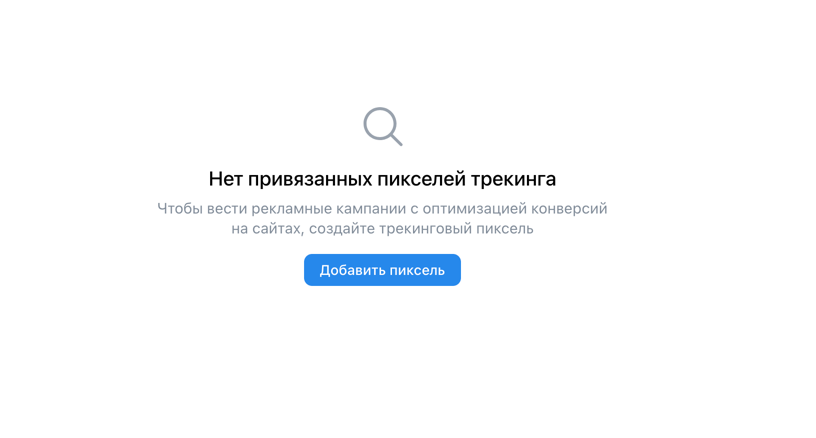 Нет привязанных пикселей трекинга
Чтобы вести рекламные кампании с оптимизацией конверсий
на сайтах, создайте трекинговый пиксель
Добавить пиксель